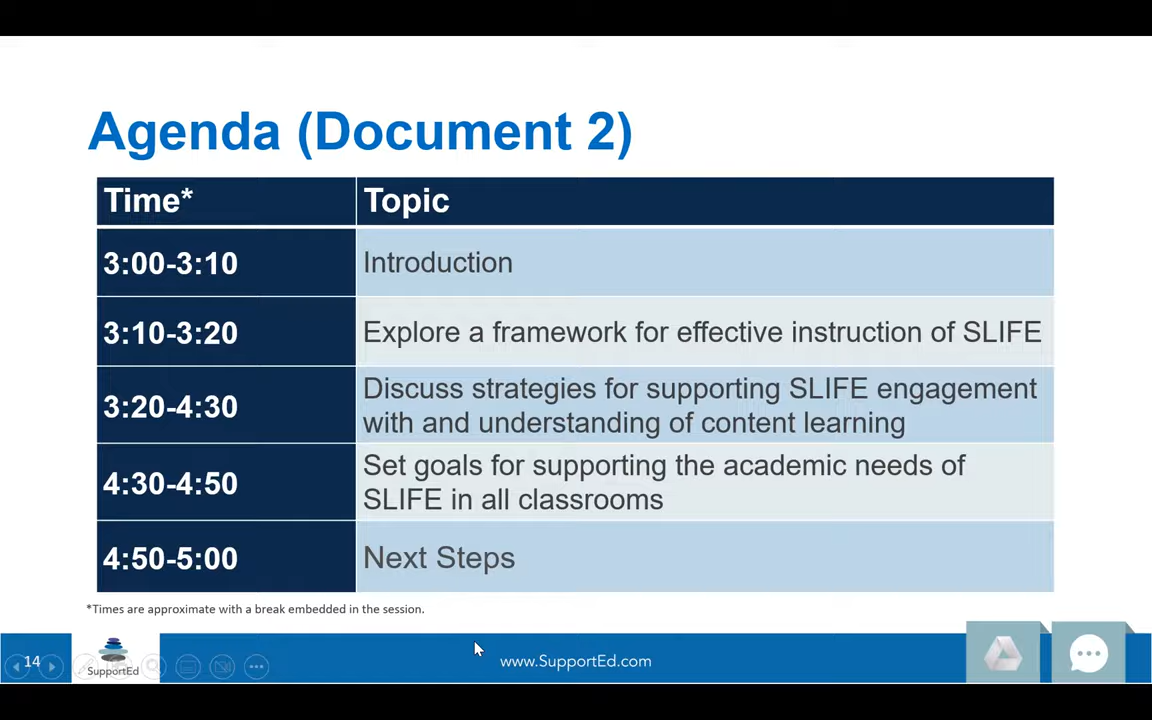 Agenda (Document 2)
Time* Topic
3:00-3:10 Introduction
3:10-3:20 Explore a framework for effective instruction of SLIFE
3:20-4:30 Discuss strategies for supporting SLIFE engagement
with and understanding of content learning
4:30-4:50 Set goals for supporting the academic needs of
SLIFE in all classrooms
4:50-5:00 Next Steps
*Times are approximate with a break embedded in the session.
14
SupportEd
www.SupportEd.com